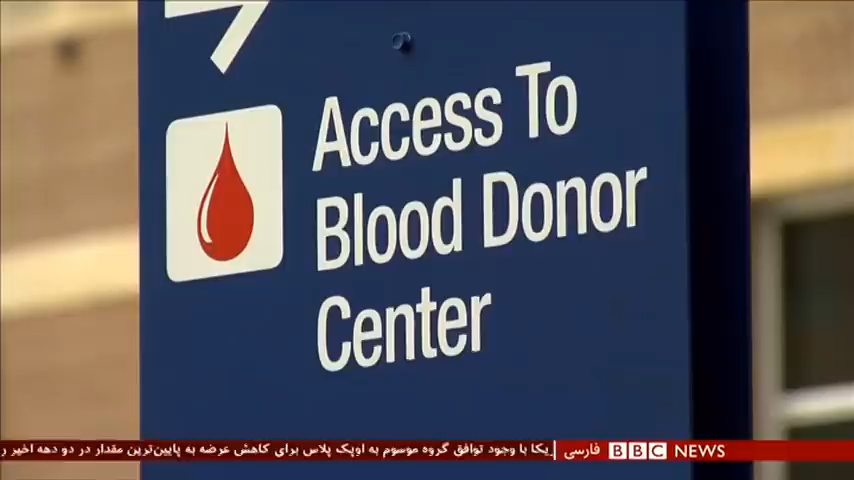 Access To
Blood Donor
Center
یکا با وجود توافق گروه موسوم به اوپک پلاس برای کاهش عرضه به پایین‌ترین مقدار در دو دهه اخیر ر
فارسی BBC NEWS